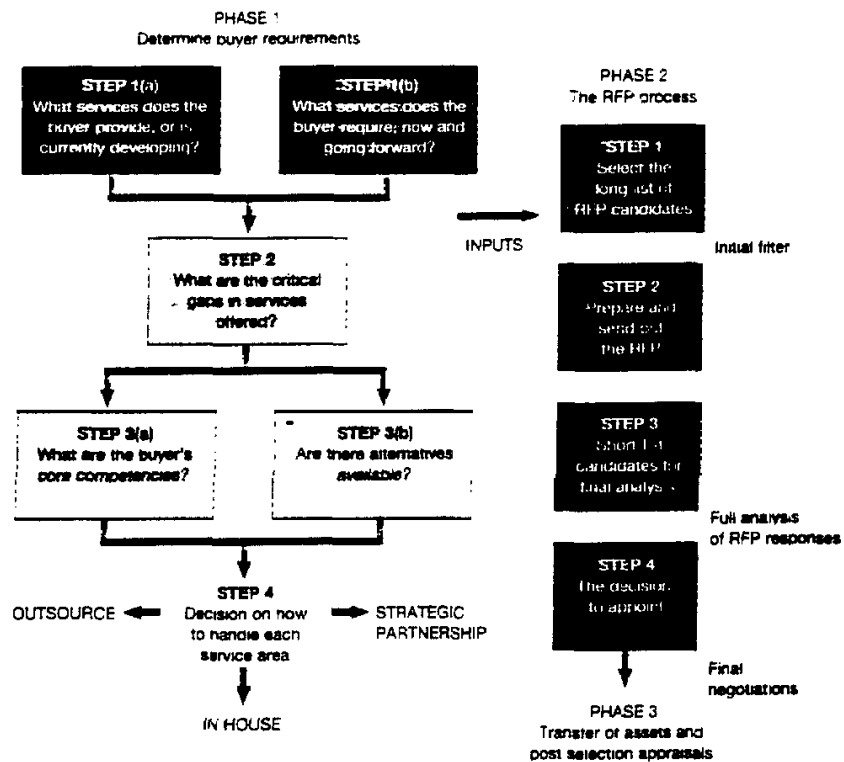 PHASE 1
Determine buyer requirements
STEP 1(a)
What services does the
buyer provide, or is
currently developing?
STEP 1(b)
What services does the
buyer require; now and
going forward?
STEP 2
What are the critical
gaps in services
offered?
STEP 3(a)
What are the buyer's
core competencies?
STEP 3(b)
Are there alternatives
available?
STEP 4
Decision on how
to handle each
service area
OUTSOURCE
STRATEGIC
PARTNERSHIP
IN HOUSE
INPUTS
PHASE 2
The RFP process
STEP 1
Select the
long list of
RFP candidates
Initial filter
STEP 2
Prepare and
send out
the RFP
STEP 3
Short list
candidates for
final analysis
Full analysis
of RFP responses
STEP 4
The decision
to appoint
Final
negotiations
PHASE 3
Transfer of assets and
post selection appraisals